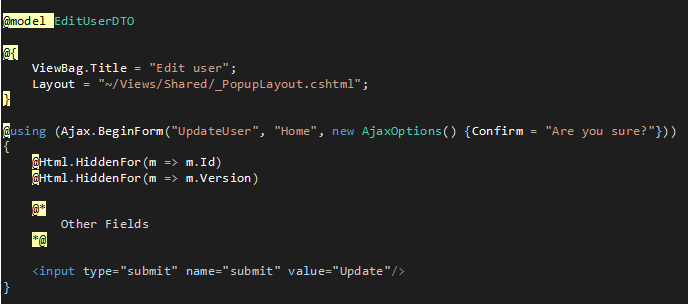 @model EditUserDTO
@{
ViewBag.Title = "Edit user";
Layout = "~/Views/Shared/_PopupLayout.cshtml";
}
@using (Ajax.BeginForm("UpdateUser", "Home", new AjaxOptions() {Confirm = "Are you sure?"}))
{
@Html.HiddenFor(m => m.Id)
@Html.HiddenFor(m => m.Version)
@*
Other Fields
*@
<input type="submit" name="submit" value="Update"/>
}